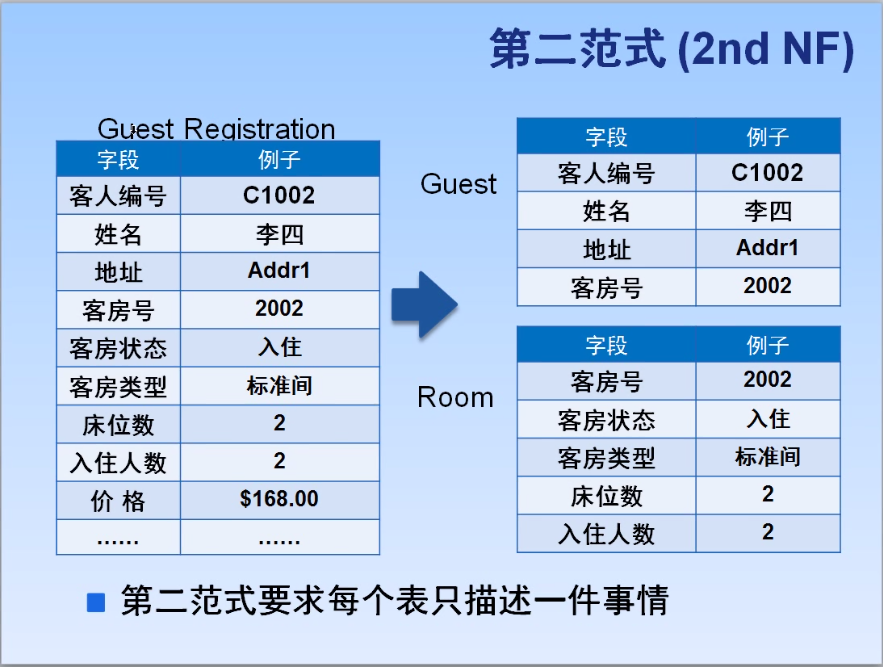 第二范式 (2nd NF)
Guest Registration
字段 例子
客人编号 C1002
姓名 李四
地址 Addr1
客房号 2002
客房状态 入住
客房类型 标准间
床位数 2
入住人数 2
价 格 $168.00
…… ……
Guest
字段 例子
客人编号 C1002
姓名 李四
地址 Addr1
客房号 2002
Room
字段 例子
客房号 2002
客房状态 入住
客房类型 标准间
床位数 2
入住人数 2
第二范式要求每个表只描述一件事情